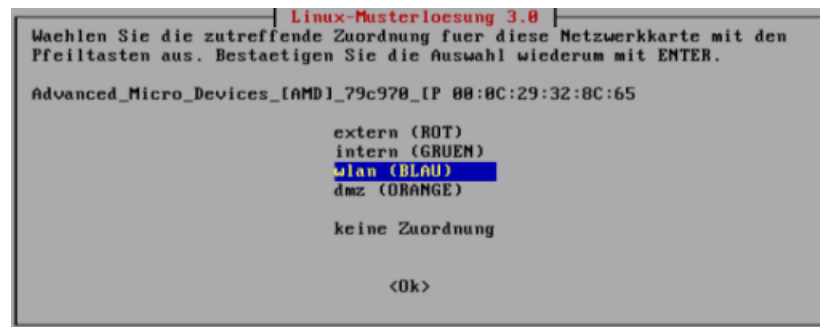 Linux-Musterloesung 3.0
Waehlen Sie die zutreffende Zuordnung fuer diese Netzwerkkarte mit den
Pfeiltasten aus. Bestaetigen Sie die Auswahl wiederum mit ENTER.
Advanced_Micro_Devices_[AMD]_79c970_[P 00:0C:29:32:8C:65
extern (ROT)
intern (GRUEN)
wlan (BLAU)
dmz (ORANGE)
keine Zuordnung
<Ok>